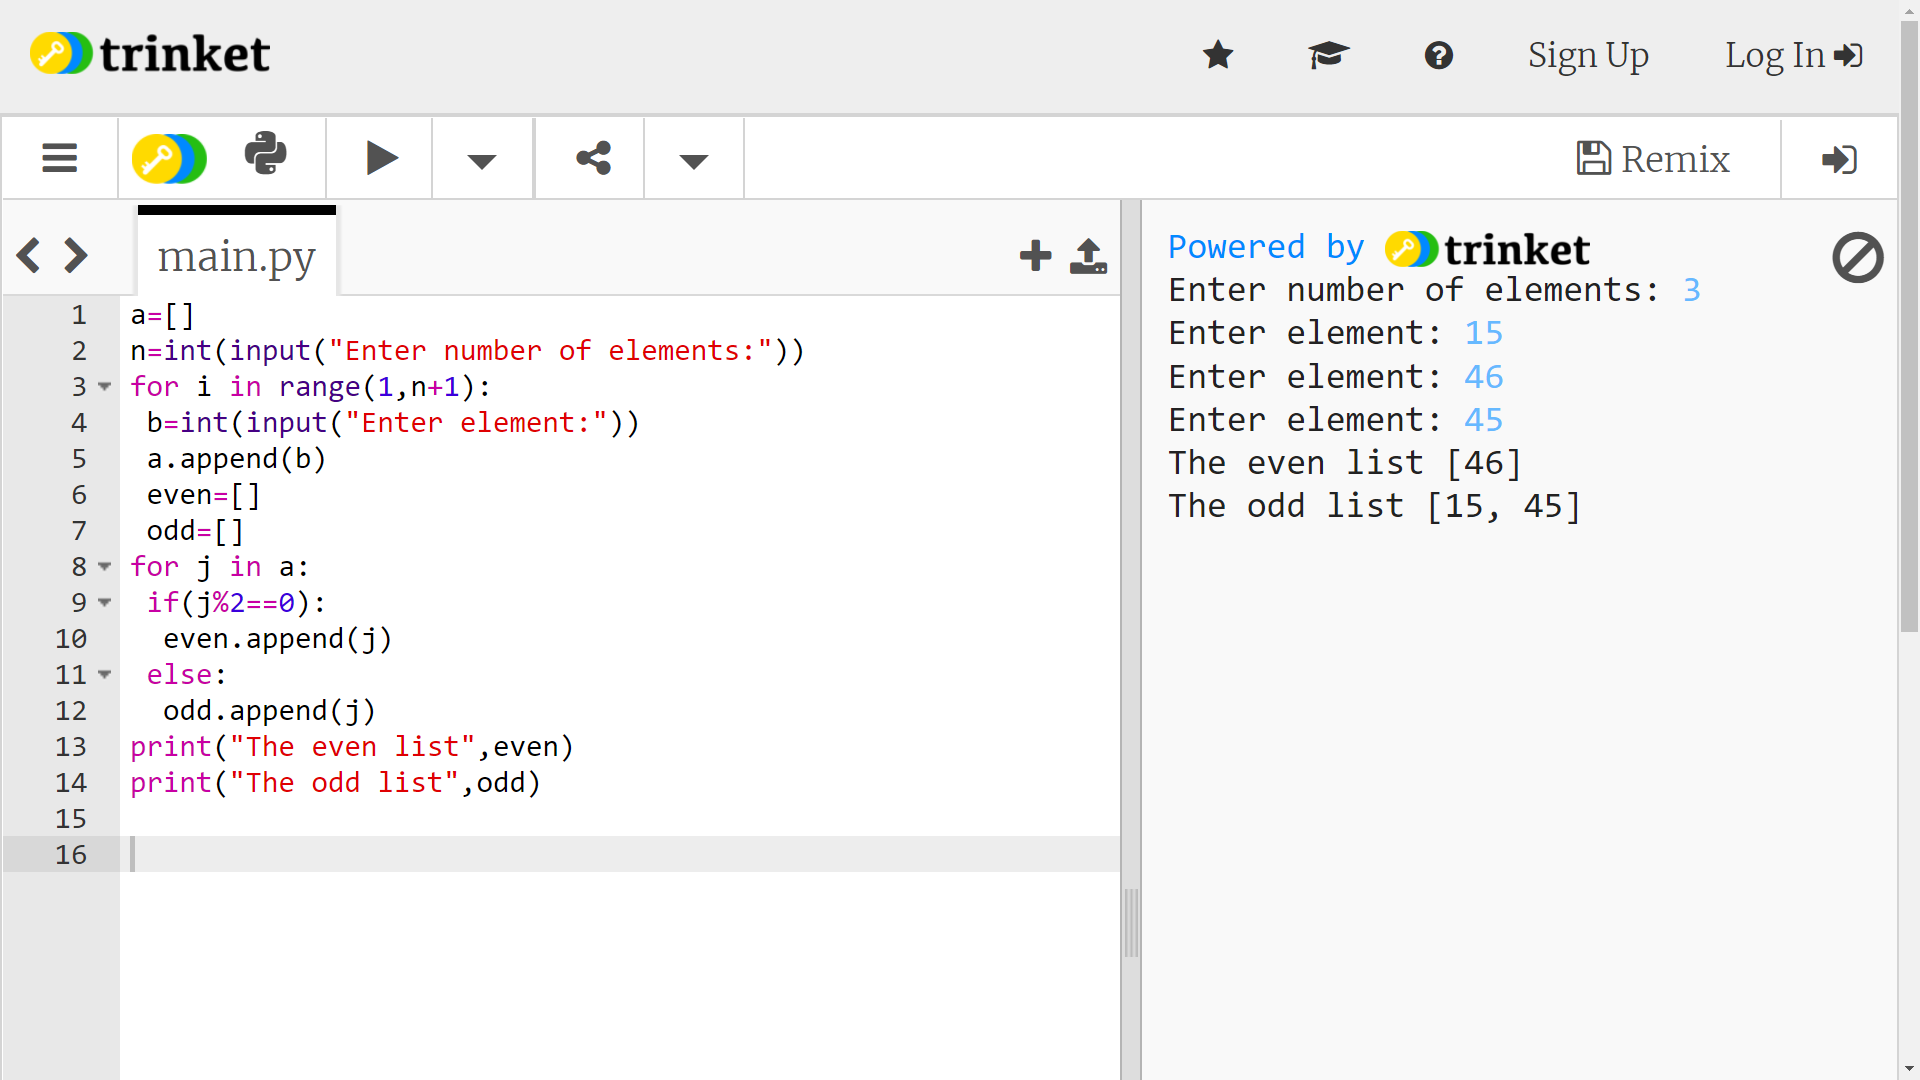 trinket
Sign Up
Log In
Remix
main.py
1 a=[]
2 n=int(input("Enter number of elements:"))
3 for i in range(1,n+1):
4  b=int(input("Enter element:"))
5  a.append(b)
6  even=[]
7  odd=[]
8 for j in a:
9  if(j%2==0):
10   even.append(j)
11  else:
12   odd.append(j)
13 print("The even list",even)
14 print("The odd list",odd)
15
16
Powered by trinket
Enter number of elements: 3
Enter element: 15
Enter element: 46
Enter element: 45
The even list [46]
The odd list [15, 45]